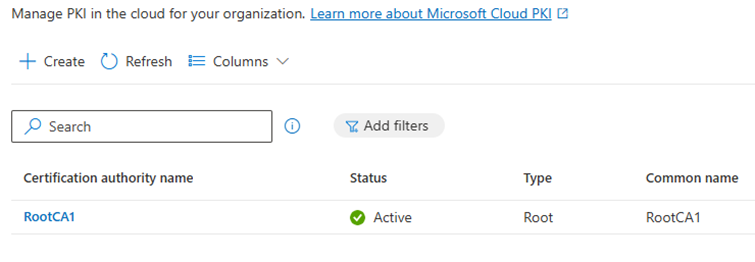 Manage PKI in the cloud for your organization. Learn more about Microsoft Cloud PKI
Create Refresh Columns
Search Add filters
Certification authority name Status Type Common name
RootCA1 Active Root RootCA1